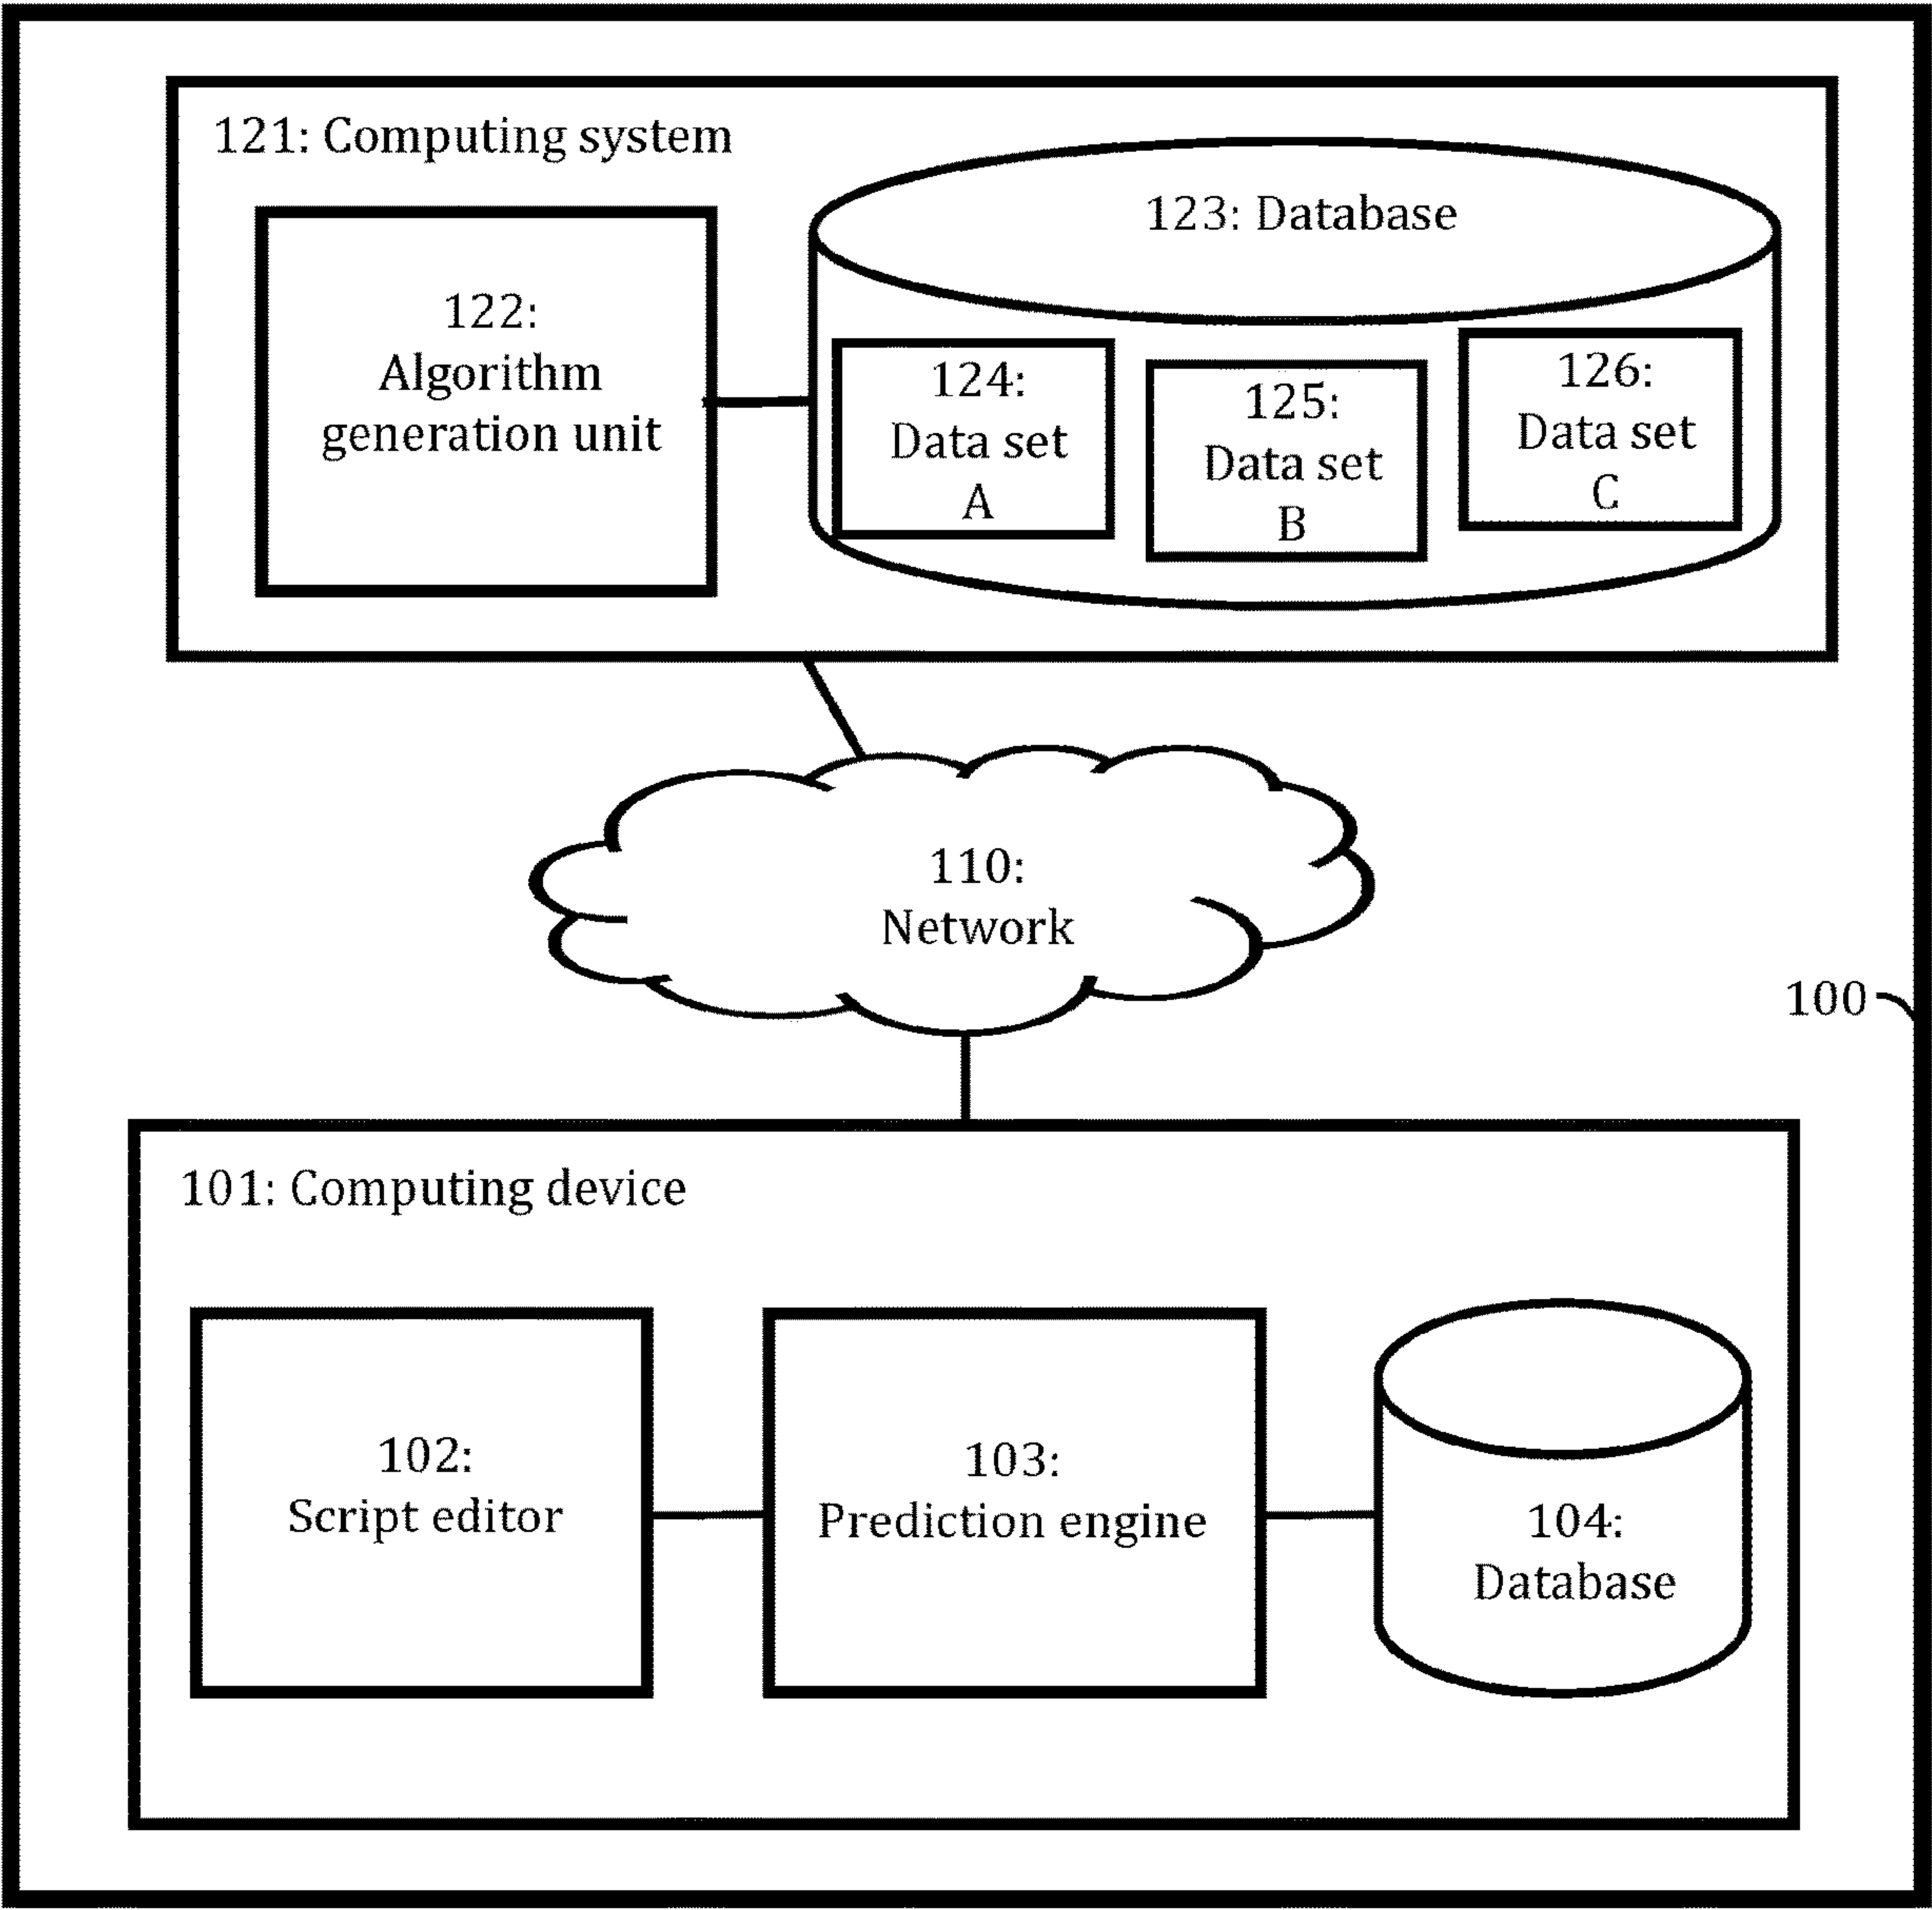 121: Computing system
123: Database
122:
Algorithm
generation unit
124:
Data set
A
125:
Data set
B
126:
Data set
C
110:
Network
100
101: Computing device
102:
Script editor
103:
Prediction engine
104:
Database